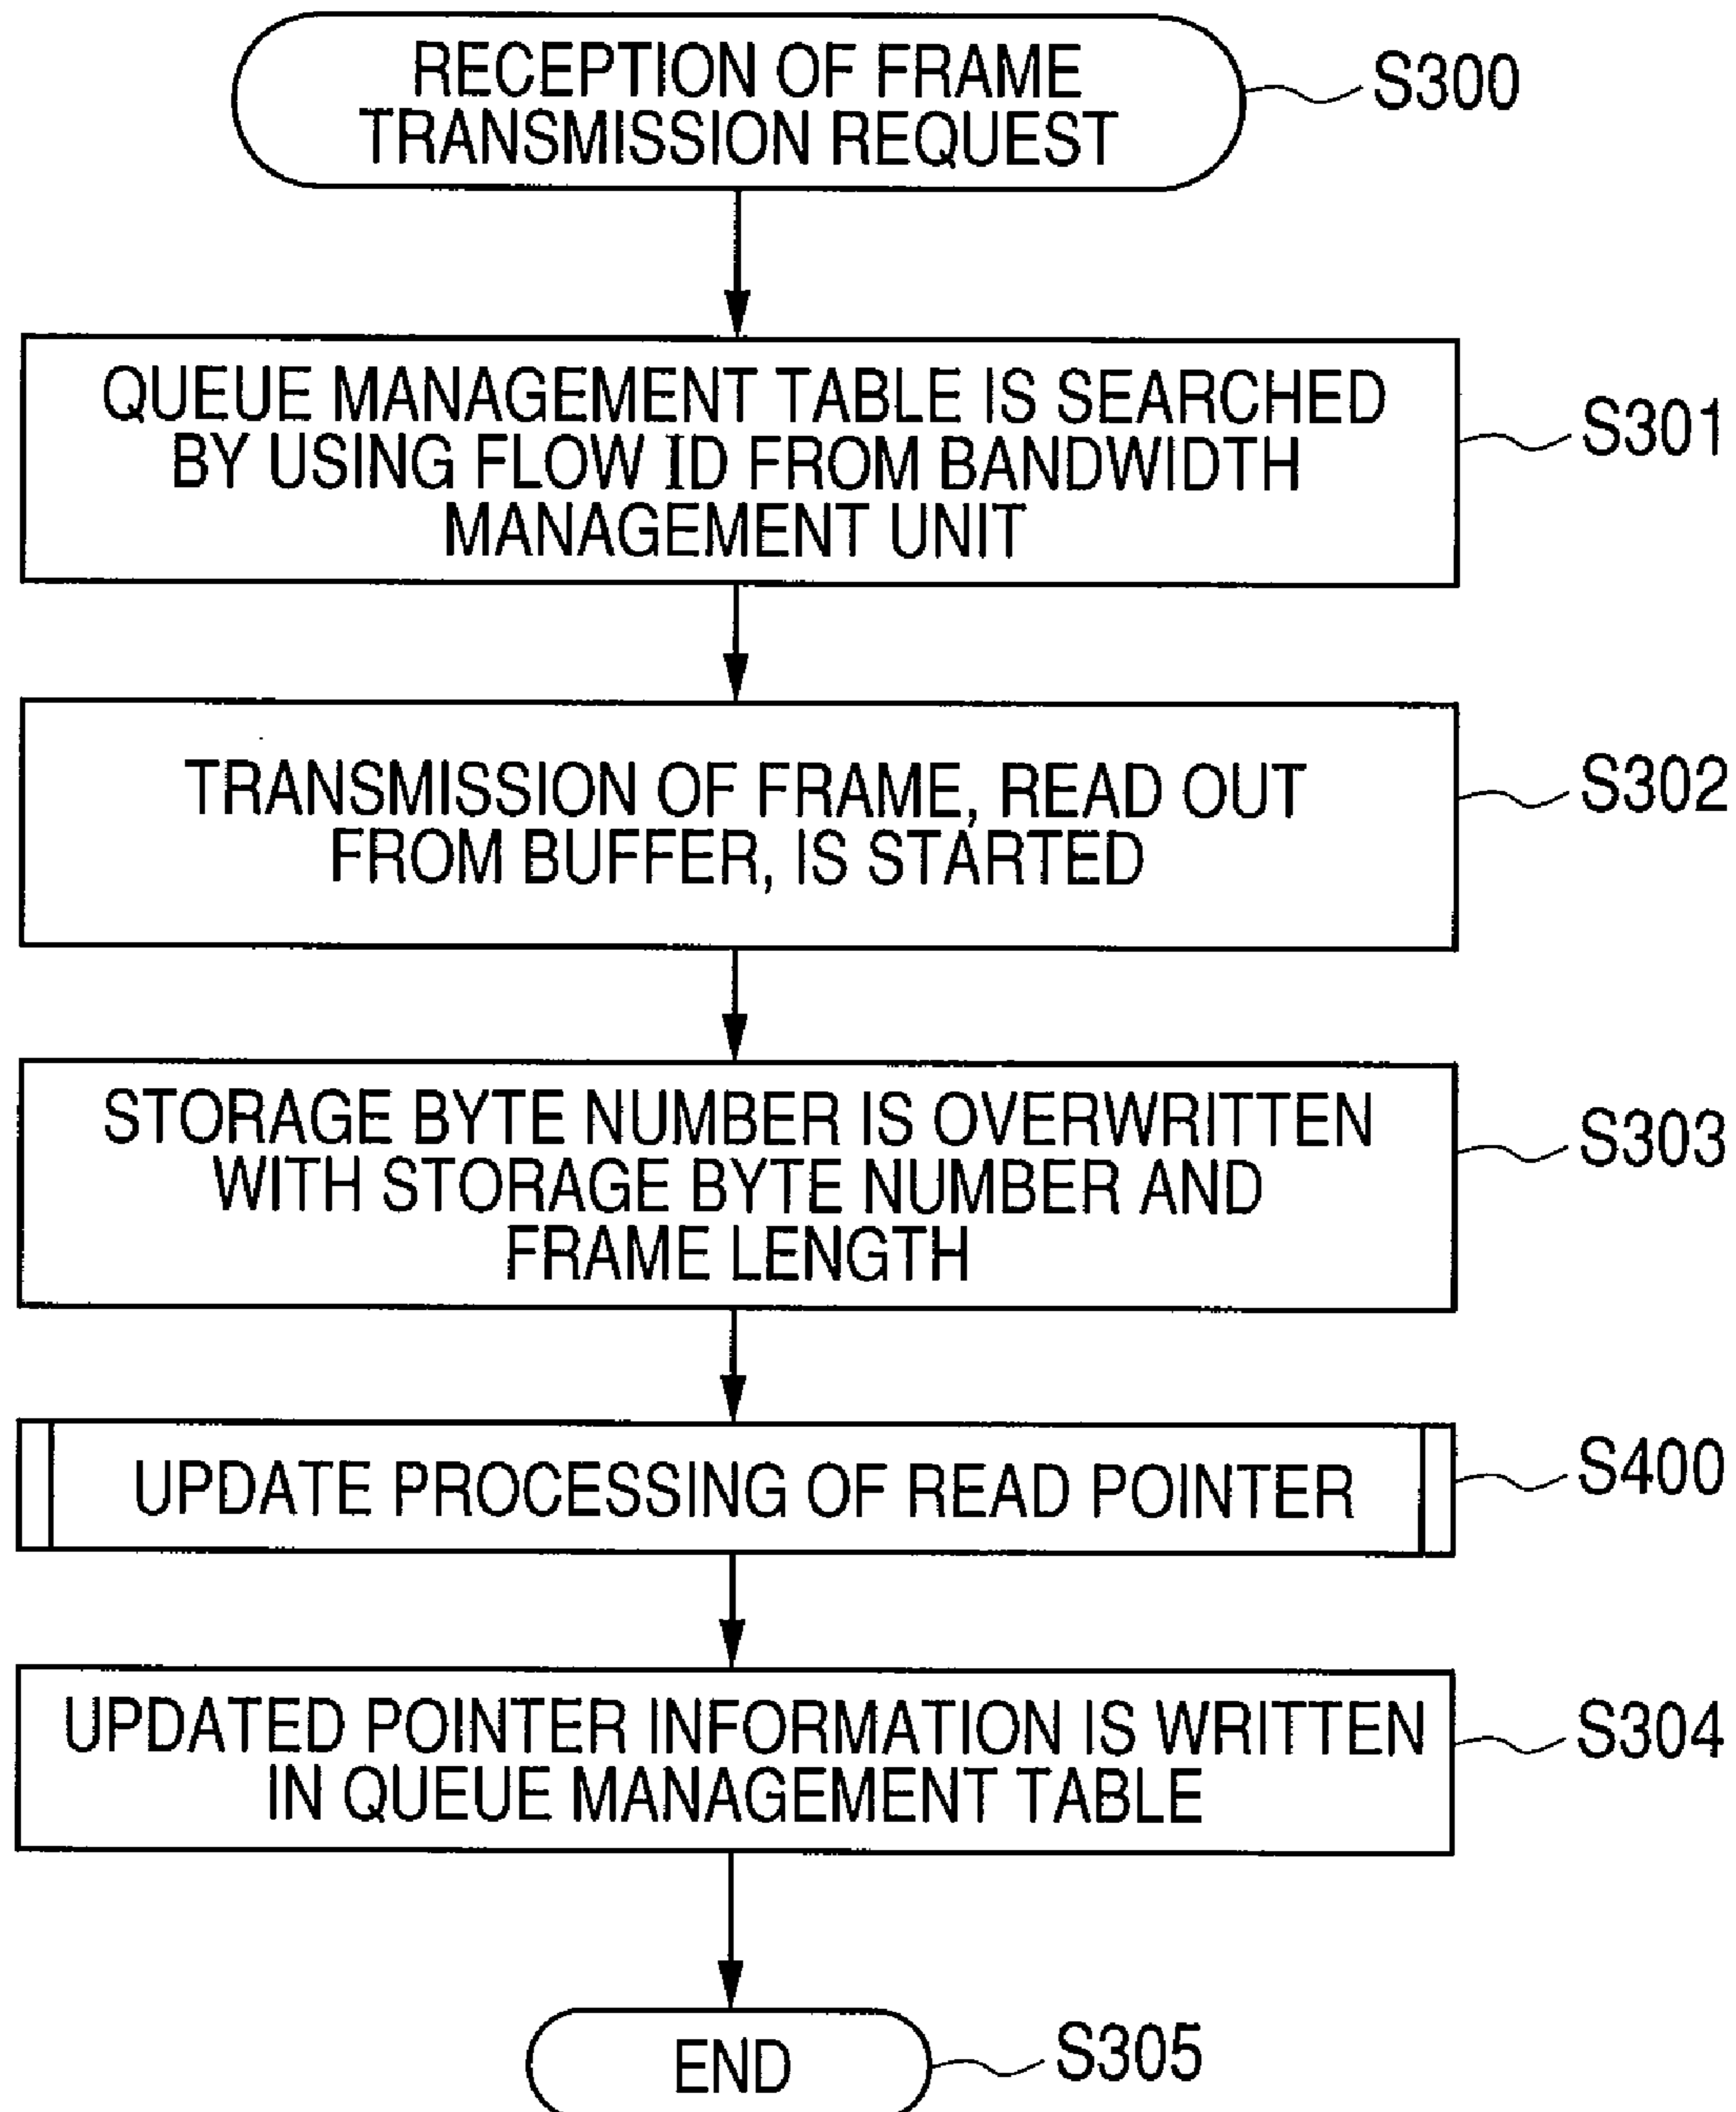 RECEPTION OF FRAME
TRANSMISSION REQUEST
S300
QUEUE MANAGEMENT TABLE IS SEARCHED
BY USING FLOW ID FROM BANDWIDTH
MANAGEMENT UNIT
S301
TRANSMISSION OF FRAME, READ OUT
FROM BUFFER, IS STARTED
S302
STORAGE BYTE NUMBER IS OVERWRITTEN
WITH STORAGE BYTE NUMBER AND
FRAME LENGTH
S303
UPDATE PROCESSING OF READ POINTER
S400
UPDATED POINTER INFORMATION IS WRITTEN
IN QUEUE MANAGEMENT TABLE
S304
END
S305